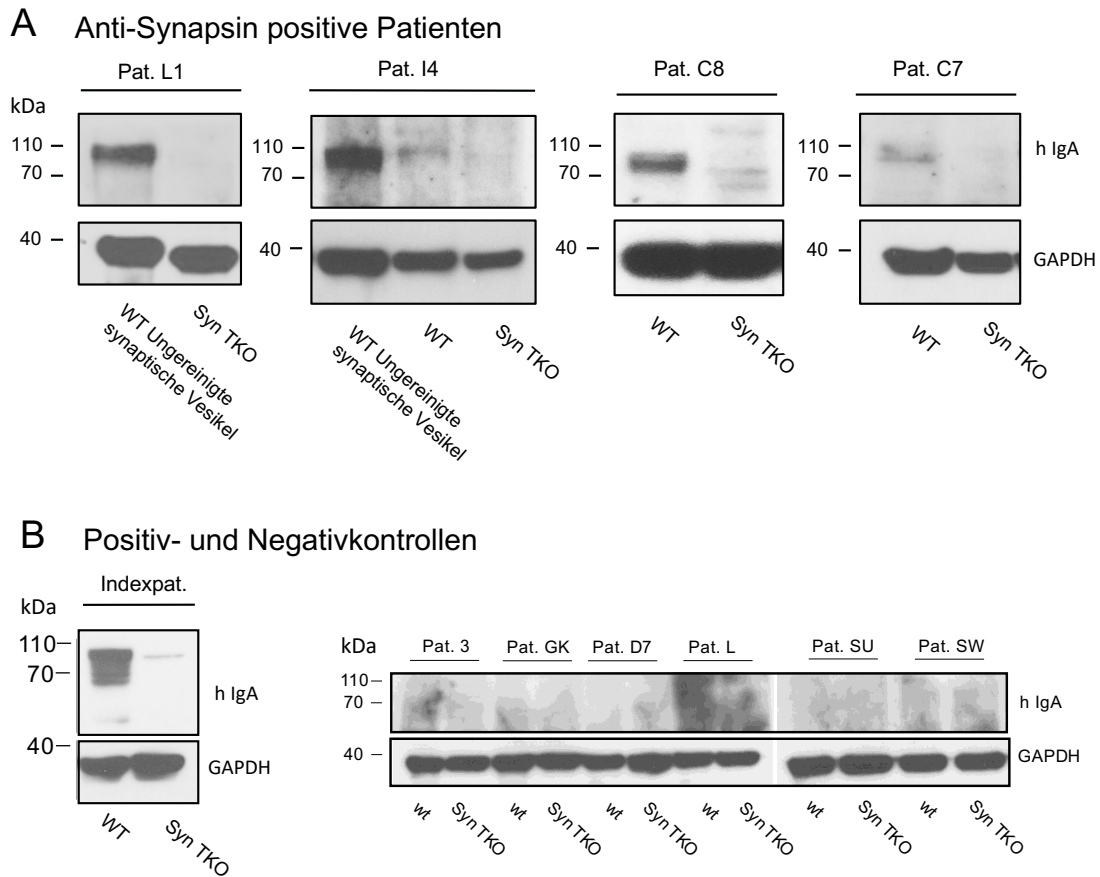 A Anti-Synapsin positive Patienten
Pat. L1 Pat. I4 Pat. C8 Pat. C7
kDa
110 110 110 110 h IgA
70 70 70 70
40 40 40 40 GAPDH
WT Ungereinigte synaptische Vesikel
Syn TKO
WT Ungereinigte synaptische Vesikel
WT
Syn TKO
WT
Syn TKO
WT
Syn TKO
B Positiv- und Negativkontrollen
Indexpat.
kDa
110
70
h IgA
40
GAPDH
WT
Syn TKO
kDa Pat. 3 Pat. GK Pat. D7 Pat. L Pat. SU Pat. SW
110
70 h IgA
40 GAPDH
wt Syn TKO wt Syn TKO wt Syn TKO wt Syn TKO wt Syn TKO wt Syn TKO